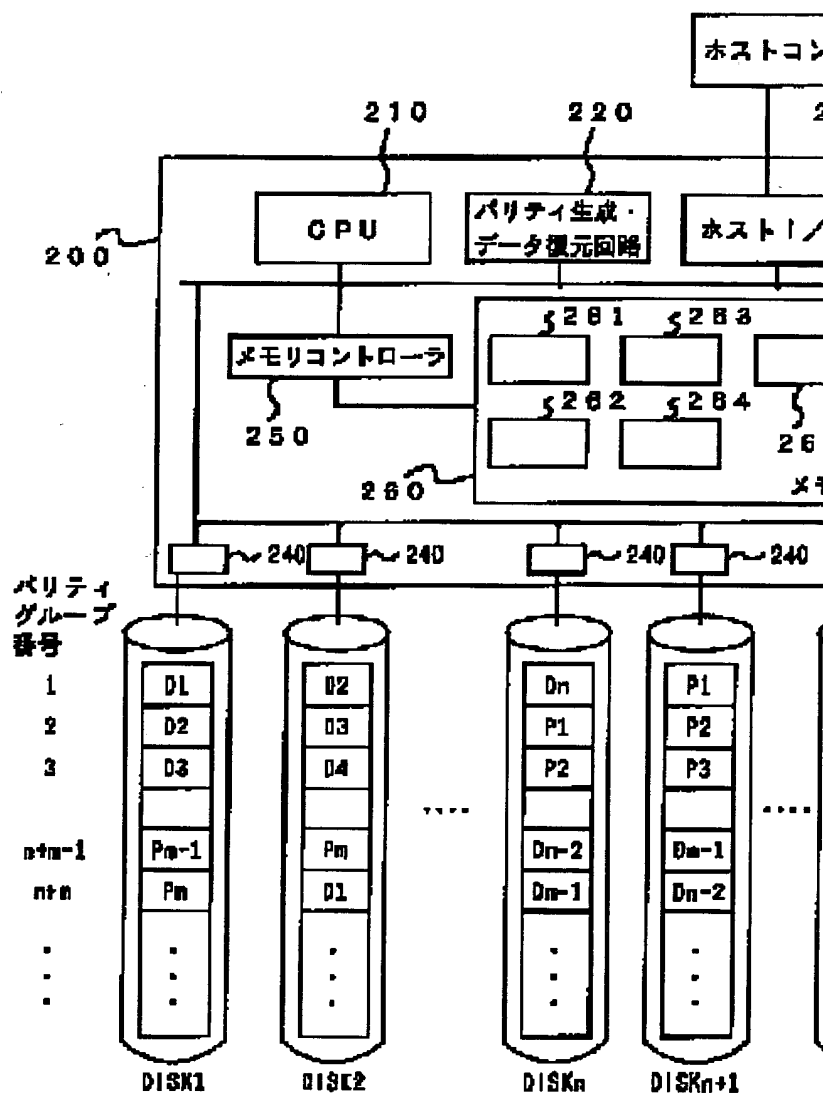 ホストコン
210
220
2
200
CPU
パリティ生成・
データ復元回路
ホストI/
261
263
メモリコントローラ
262
264
26
250
260
メモ
240
240
240
240
パリティ
グループ
番号
1 D1 D2 Dn P1
2 D2 D3 P1 P2
3 D3 D4 P2 P3
.... ....
n+m-1 Pm-1 Pm Dn-2 Dn-1
n+m Pm D1 Dn-1 Dn-2
DISK1 DISK2 DISKn DISKn+1